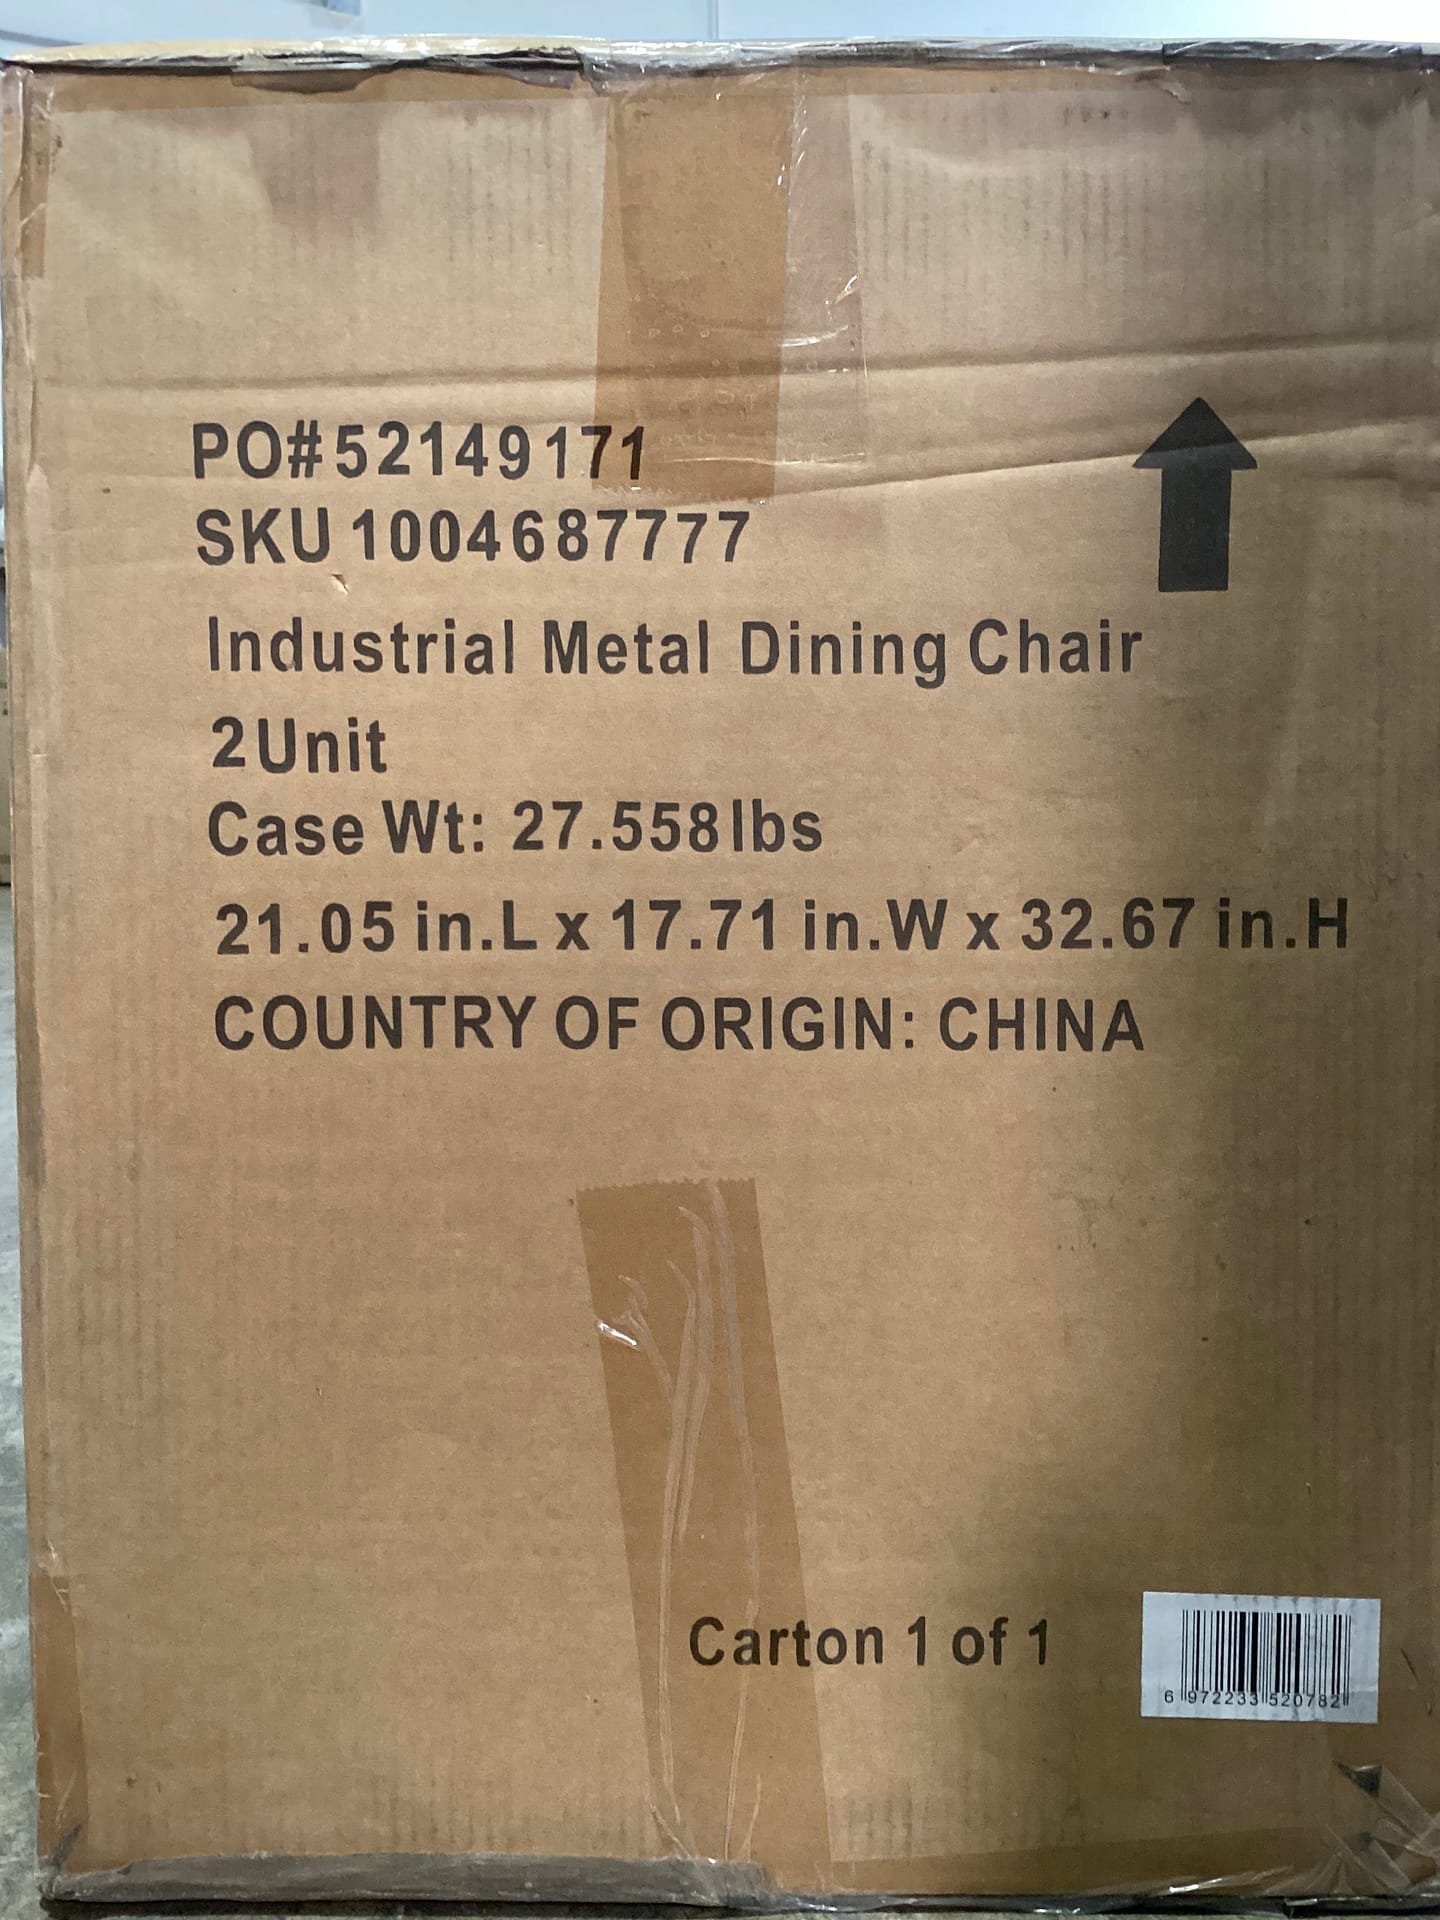 PO#52149171
SKU 1004687777
Industrial Metal Dining Chair
2Unit
Case Wt: 27.558lbs
21.05 in.L x 17.71 in.W x 32.67 in.H
COUNTRY OF ORIGIN: CHINA
Carton 1 of 1
6 972233 520782